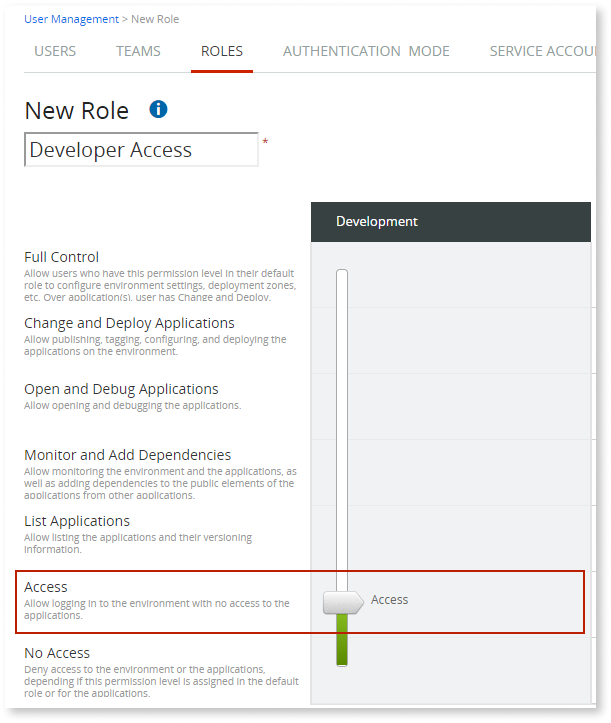 User Management > New Role
USERS TEAMS ROLES AUTHENTICATION MODE SERVICE ACCOU
New Role
Developer Access *
Development
Full Control
Allow users who have this permission level in their default
role to configure environment settings, deployment zones,
etc. Over application(s), user has Change and Deploy.
Change and Deploy Applications
Allow publishing, tagging, configuring, and deploying the
applications on the environment.
Open and Debug Applications
Allow opening and debugging the applications.
Monitor and Add Dependencies
Allow monitoring the environment and the applications, as
well as adding dependencies to the public elements of the
applications from other applications.
List Applications
Allow listing the applications and their versioning
information.
Access
Allow logging in to the environment with no access to the
applications.
Access
No Access
Deny access to the environment or the applications,
depending if this permission level is assigned in the default
role or for the applications.